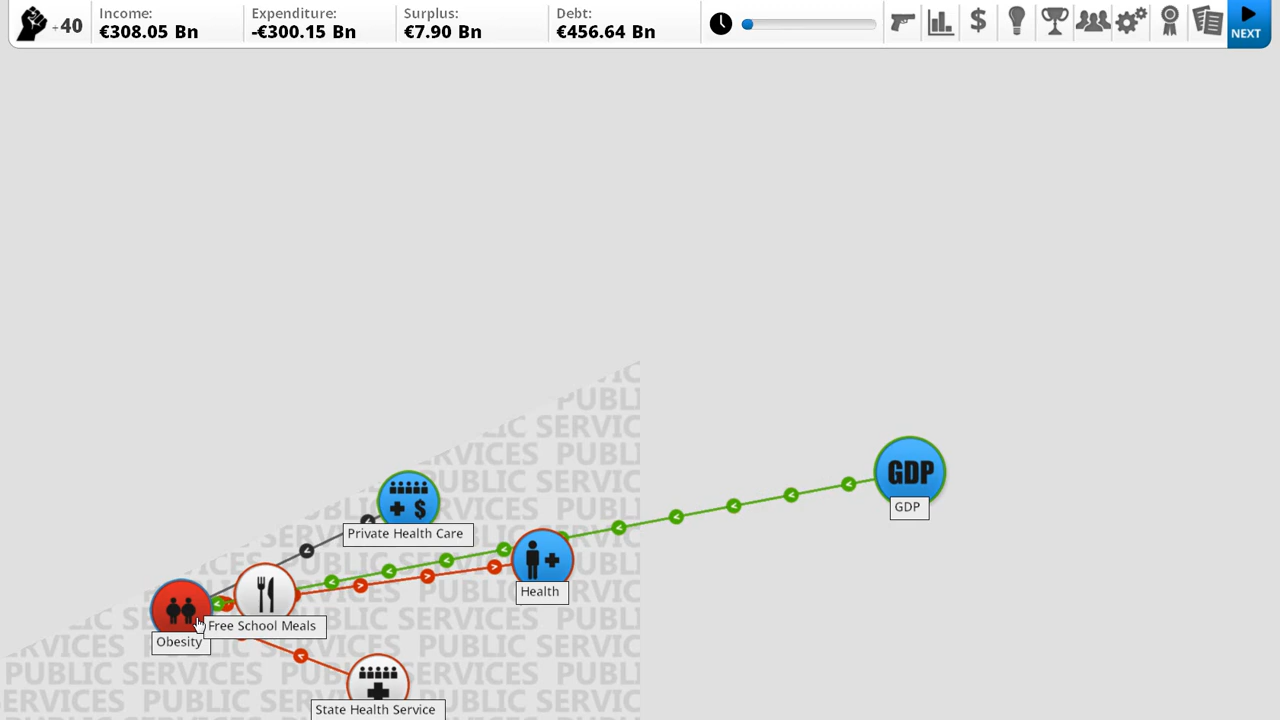 +40
Income:
€308.05 Bn
Expenditure:
-€300.15 Bn
Surplus:
€7.90 Bn
Debt:
€456.64 Bn
$
NEXT
PUBLIC SERVICES
GDP
GDP
$
Private Health Care
Health
Free School Meals
Obesity
State Health Service